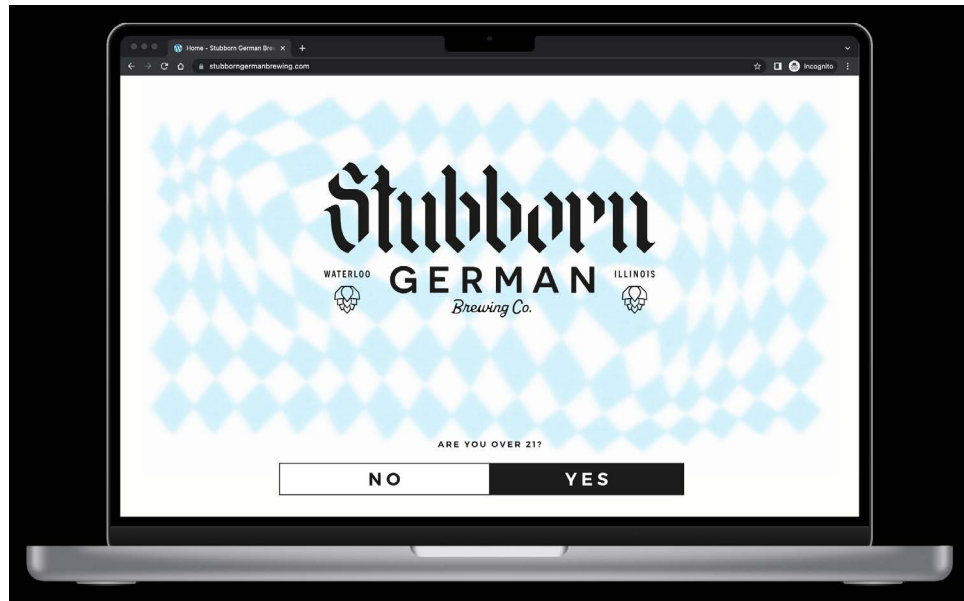 Home - Stubborn German Bre
stubborngermanbrewing.com
Incognito
Stubborn
WATERLOO GERMAN ILLINOIS
Brewing Co.
ARE YOU OVER 21?
NO YES